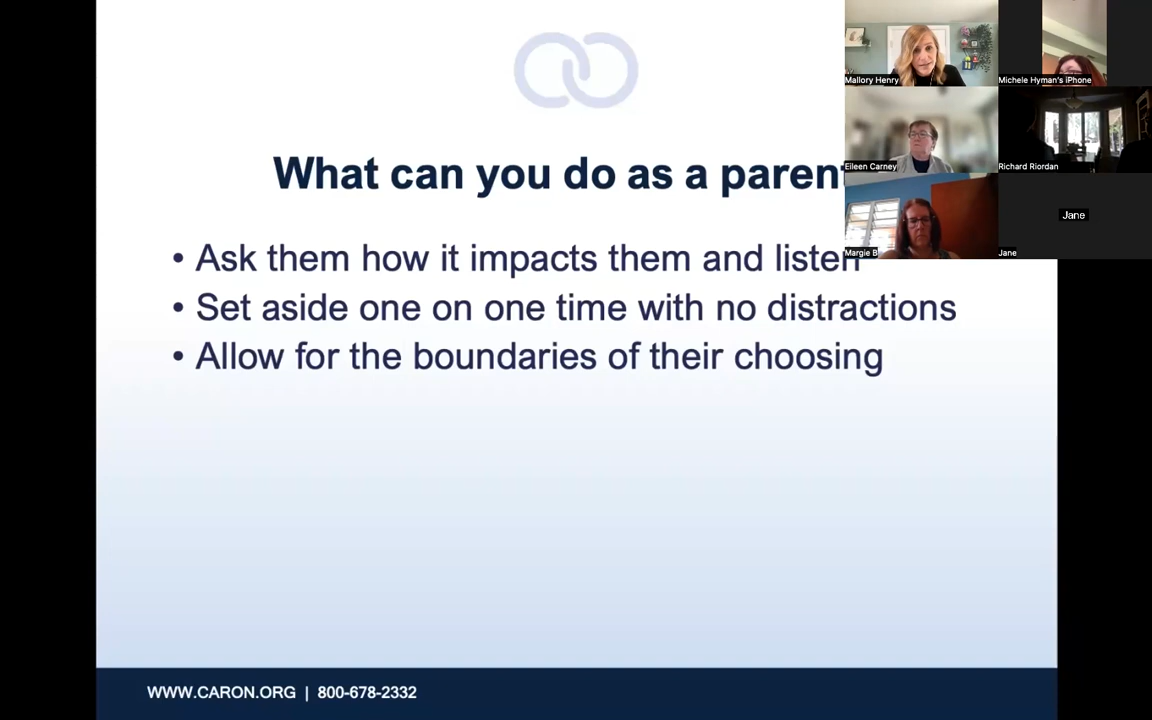 What can you do as a paren
• Ask them how it impacts them and listen
• Set aside one on one time with no distractions
• Allow for the boundaries of their choosing
WWW.CARON.ORG | 800-678-2332
Mallory Henry
Michele Hyman's iPhone
Eileen Carney
Richard Riordan
Margie B
Jane
Jane